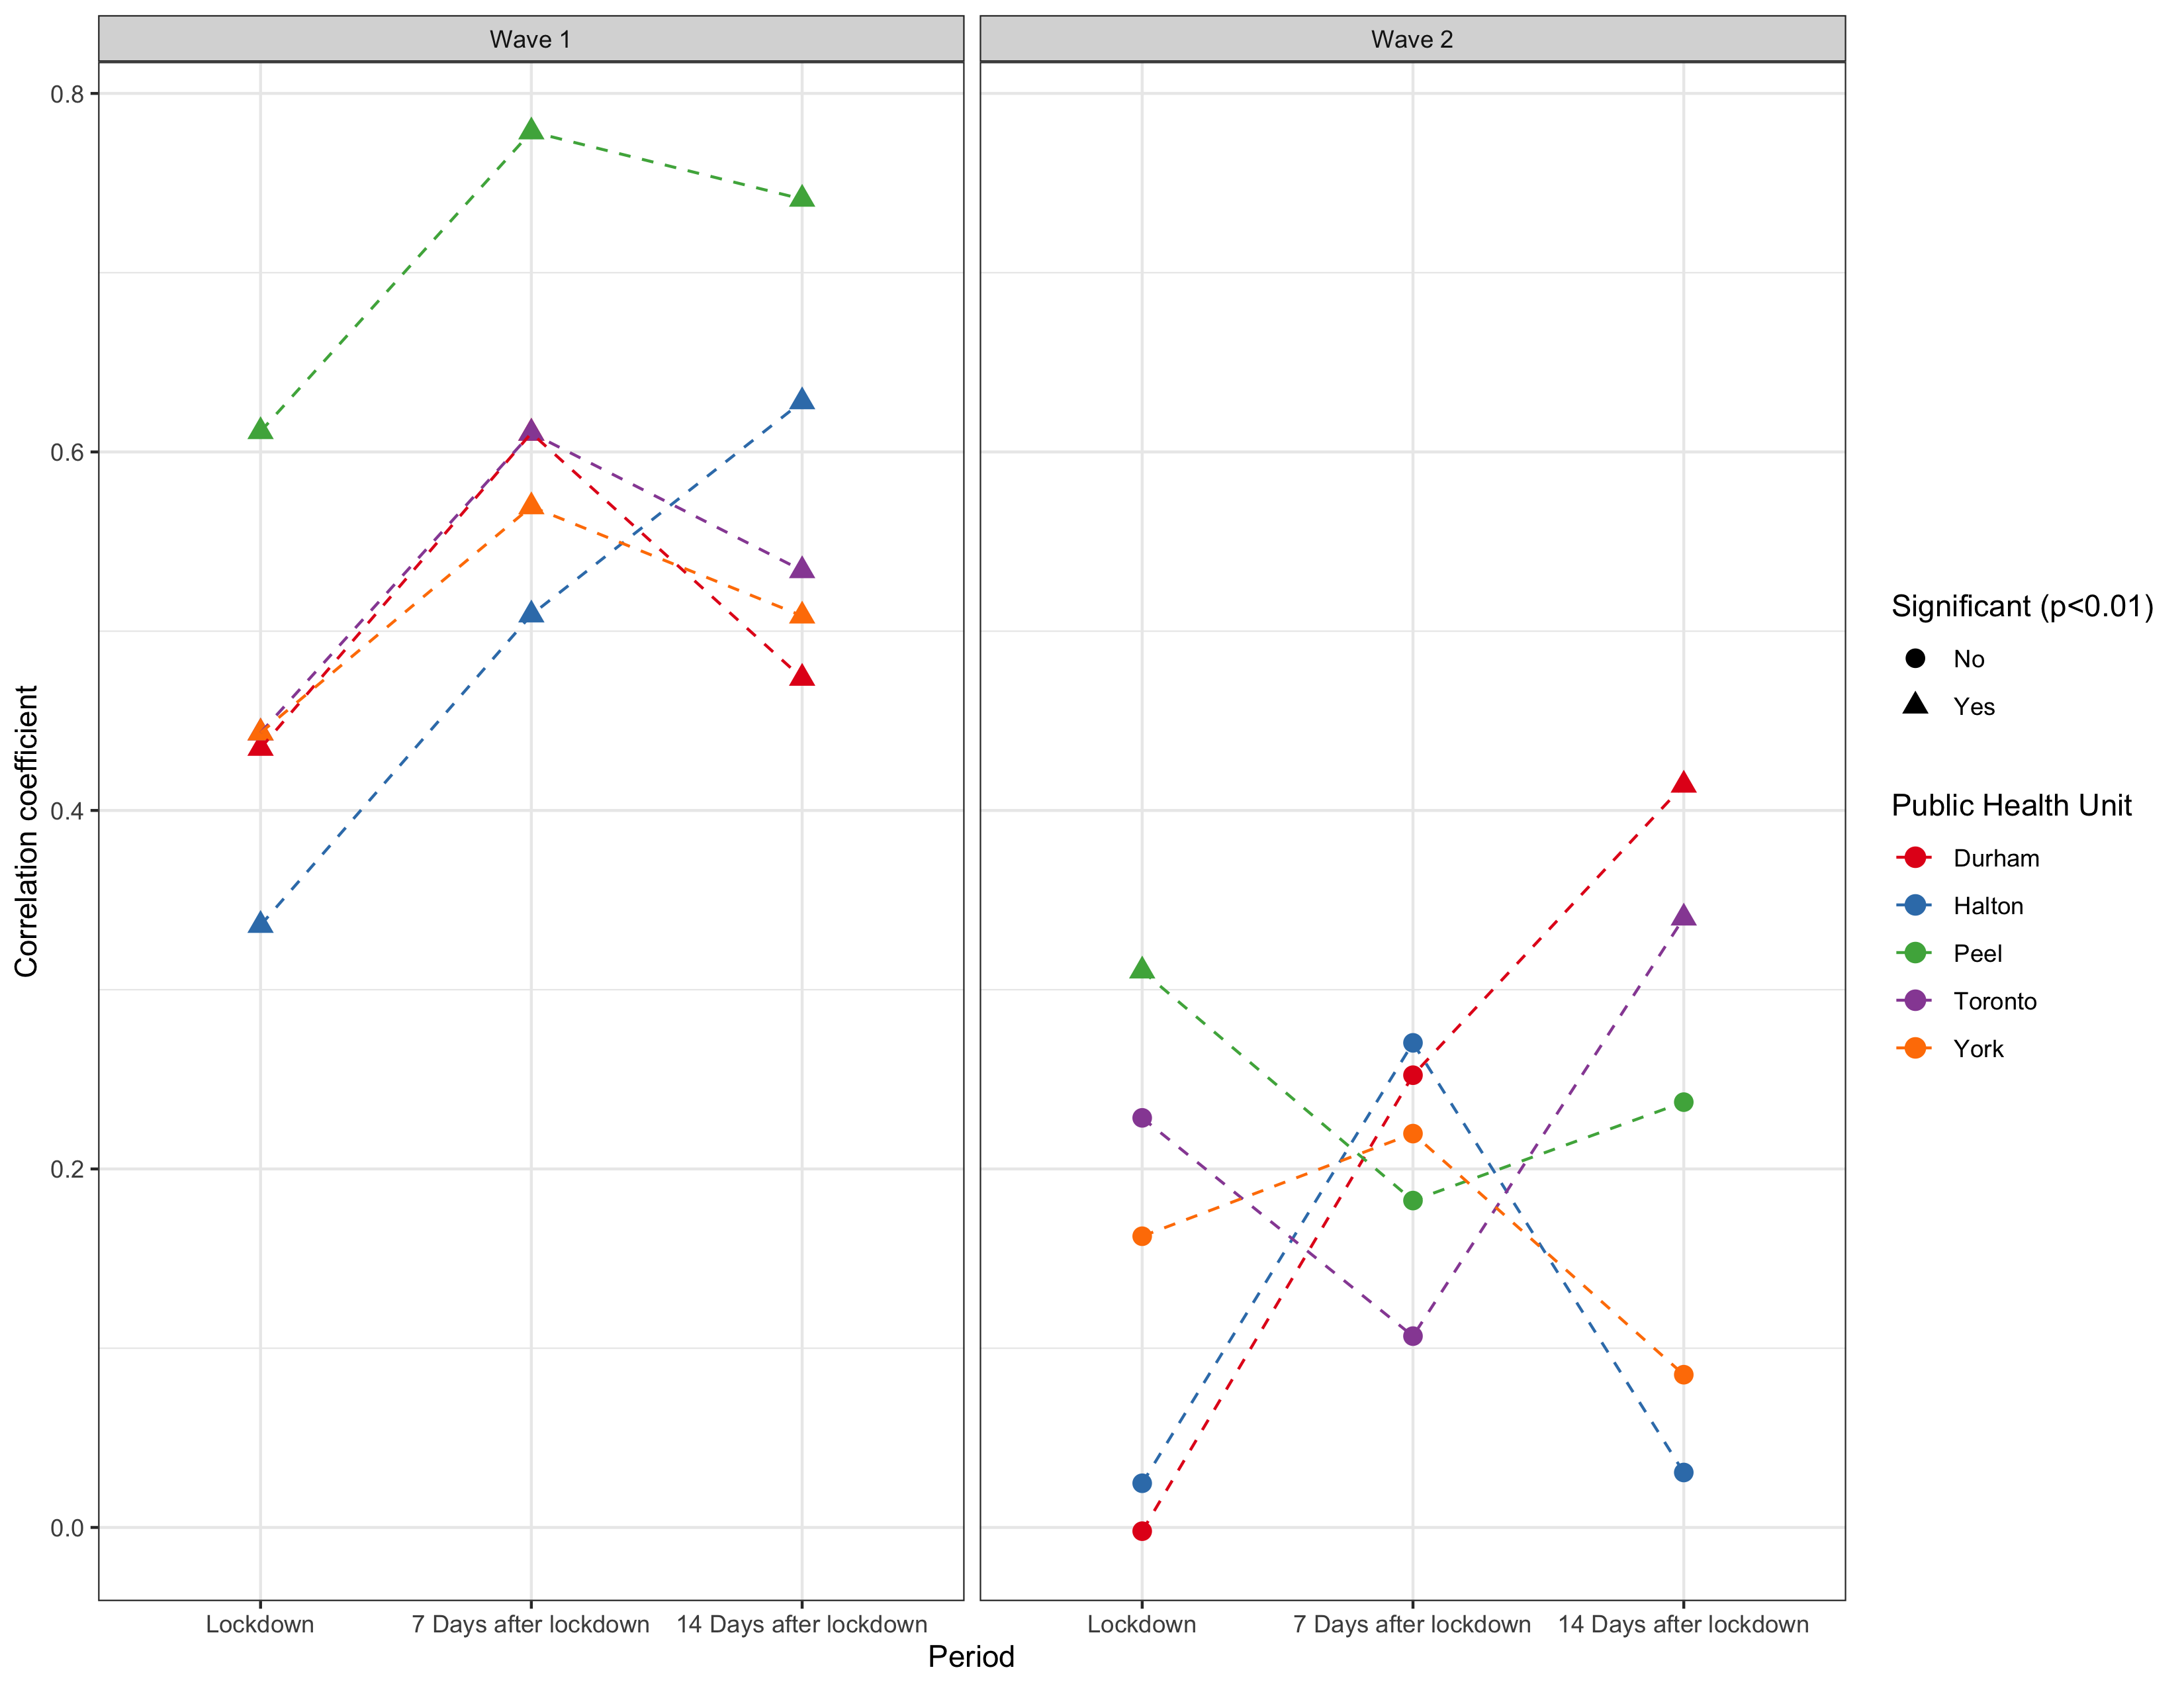 Wave 1
Wave 2
0.8
0.6
0.4
0.2
0.0
Correlation coefficient
Lockdown
7 Days after lockdown
14 Days after lockdown
Lockdown
7 Days after lockdown
14 Days after lockdown
Period
Significant (p<0.01)
No
Yes
Public Health Unit
Durham
Halton
Peel
Toronto
York